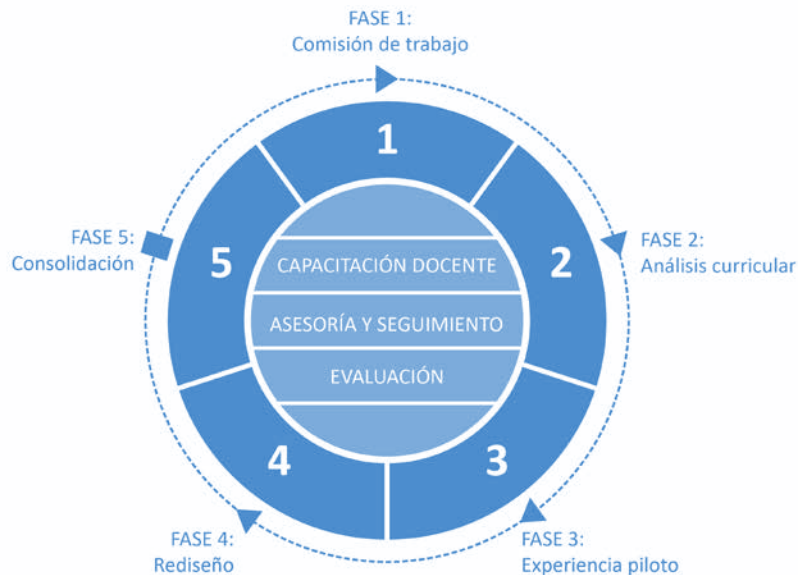 FASE 1:
Comisión de trabajo
1
FASE 5:
Consolidación
5
CAPACITACIÓN DOCENTE
ASESORÍA Y SEGUIMIENTO
EVALUACIÓN
2
FASE 2:
Análisis curricular
4
3
FASE 4:
Rediseño
FASE 3:
Experiencia piloto